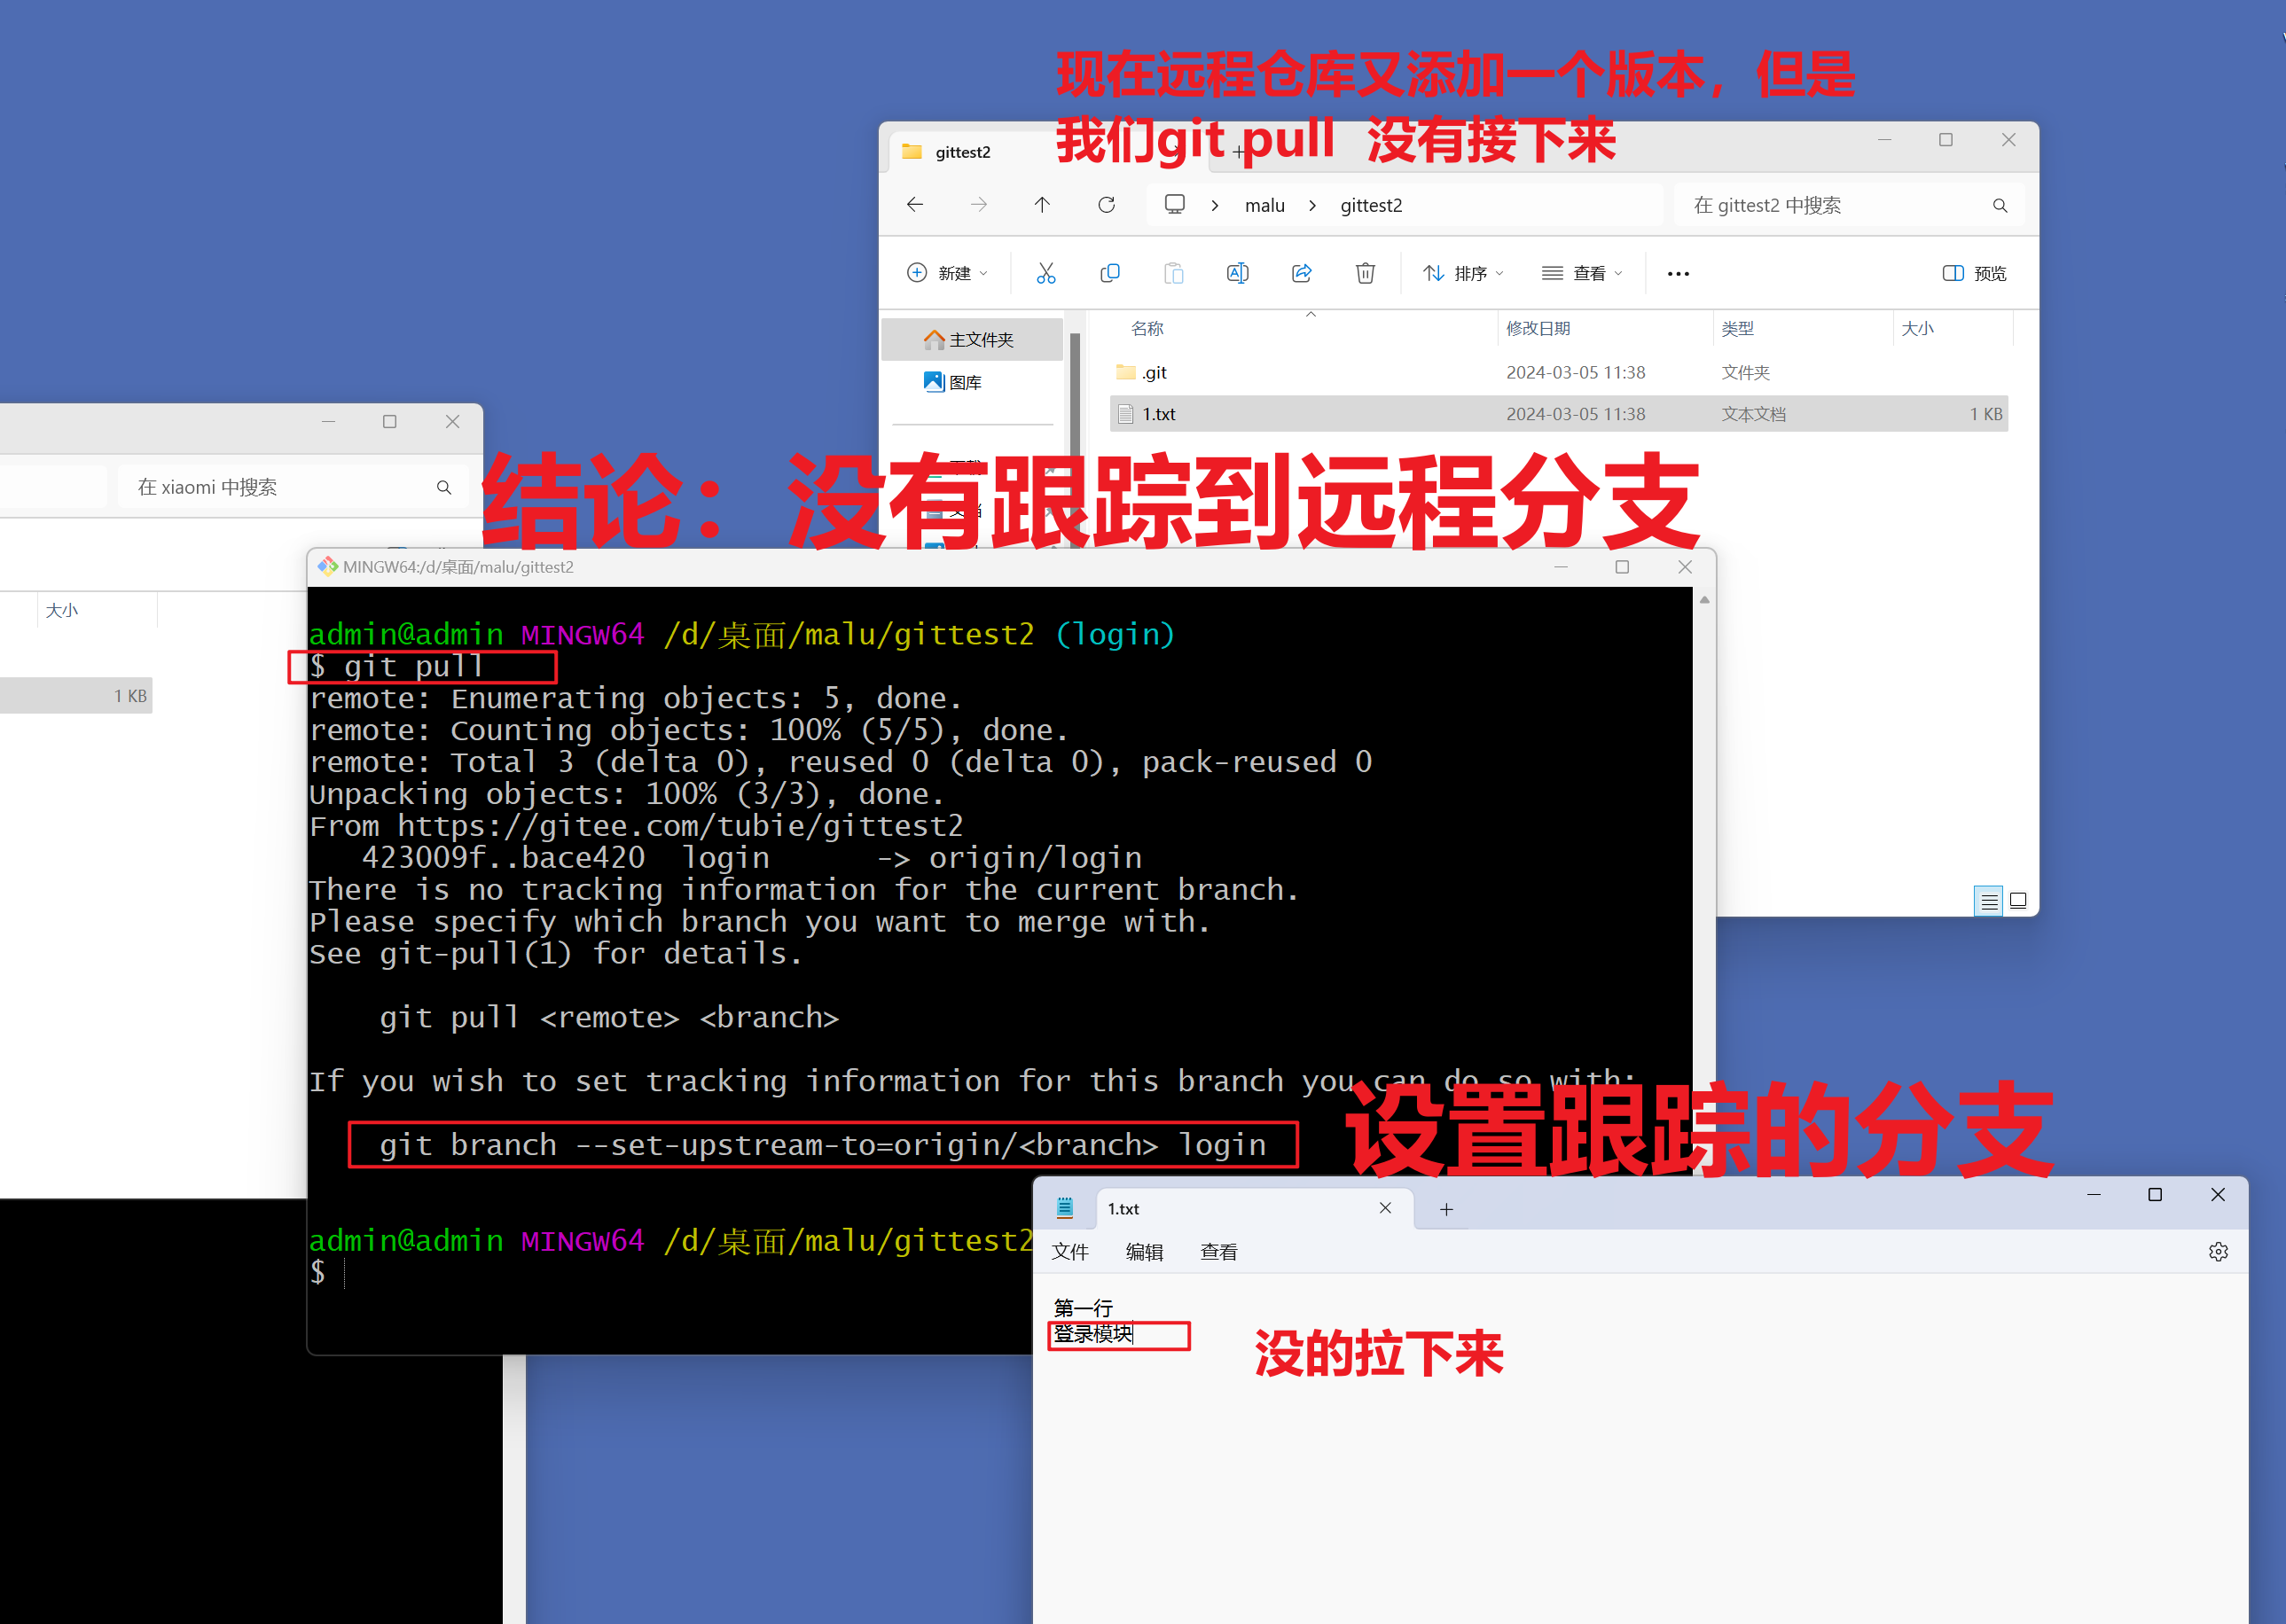 现在远程仓库又添加一个版本，但是
我们git pull 没有接下来
gittest2
malu > gittest2
在 gittest2 中搜索
新建
排序
查看
预览
主文件夹
图库
名称
修改日期
类型
大小
.git
2024-03-05 11:38
文件夹
1.txt
2024-03-05 11:38
文本文档
1 KB
在 xiaomi 中搜索
大小
1 KB
结论：没有跟踪到远程分支
MINGW64:/d/桌面/malu/gittest2
admin@admin MINGW64 /d/桌面/malu/gittest2 (login)
$ git pull
remote: Enumerating objects: 5, done.
remote: Counting objects: 100% (5/5), done.
remote: Total 3 (delta 0), reused 0 (delta 0), pack-reused 0
Unpacking objects: 100% (3/3), done.
From https://gitee.com/tubie/gittest2
423009f..bace420 login -> origin/login
There is no tracking information for the current branch.
Please specify which branch you want to merge with.
See git-pull(1) for details.
git pull <remote> <branch>
If you wish to set tracking information for this branch you can do so with:
git branch --set-upstream-to=origin/<branch> login
设置跟踪的分支
admin@admin MINGW64 /d/桌面/malu/gittest2
$
1.txt
文件
编辑
查看
第一行
登录模块
没的拉下来